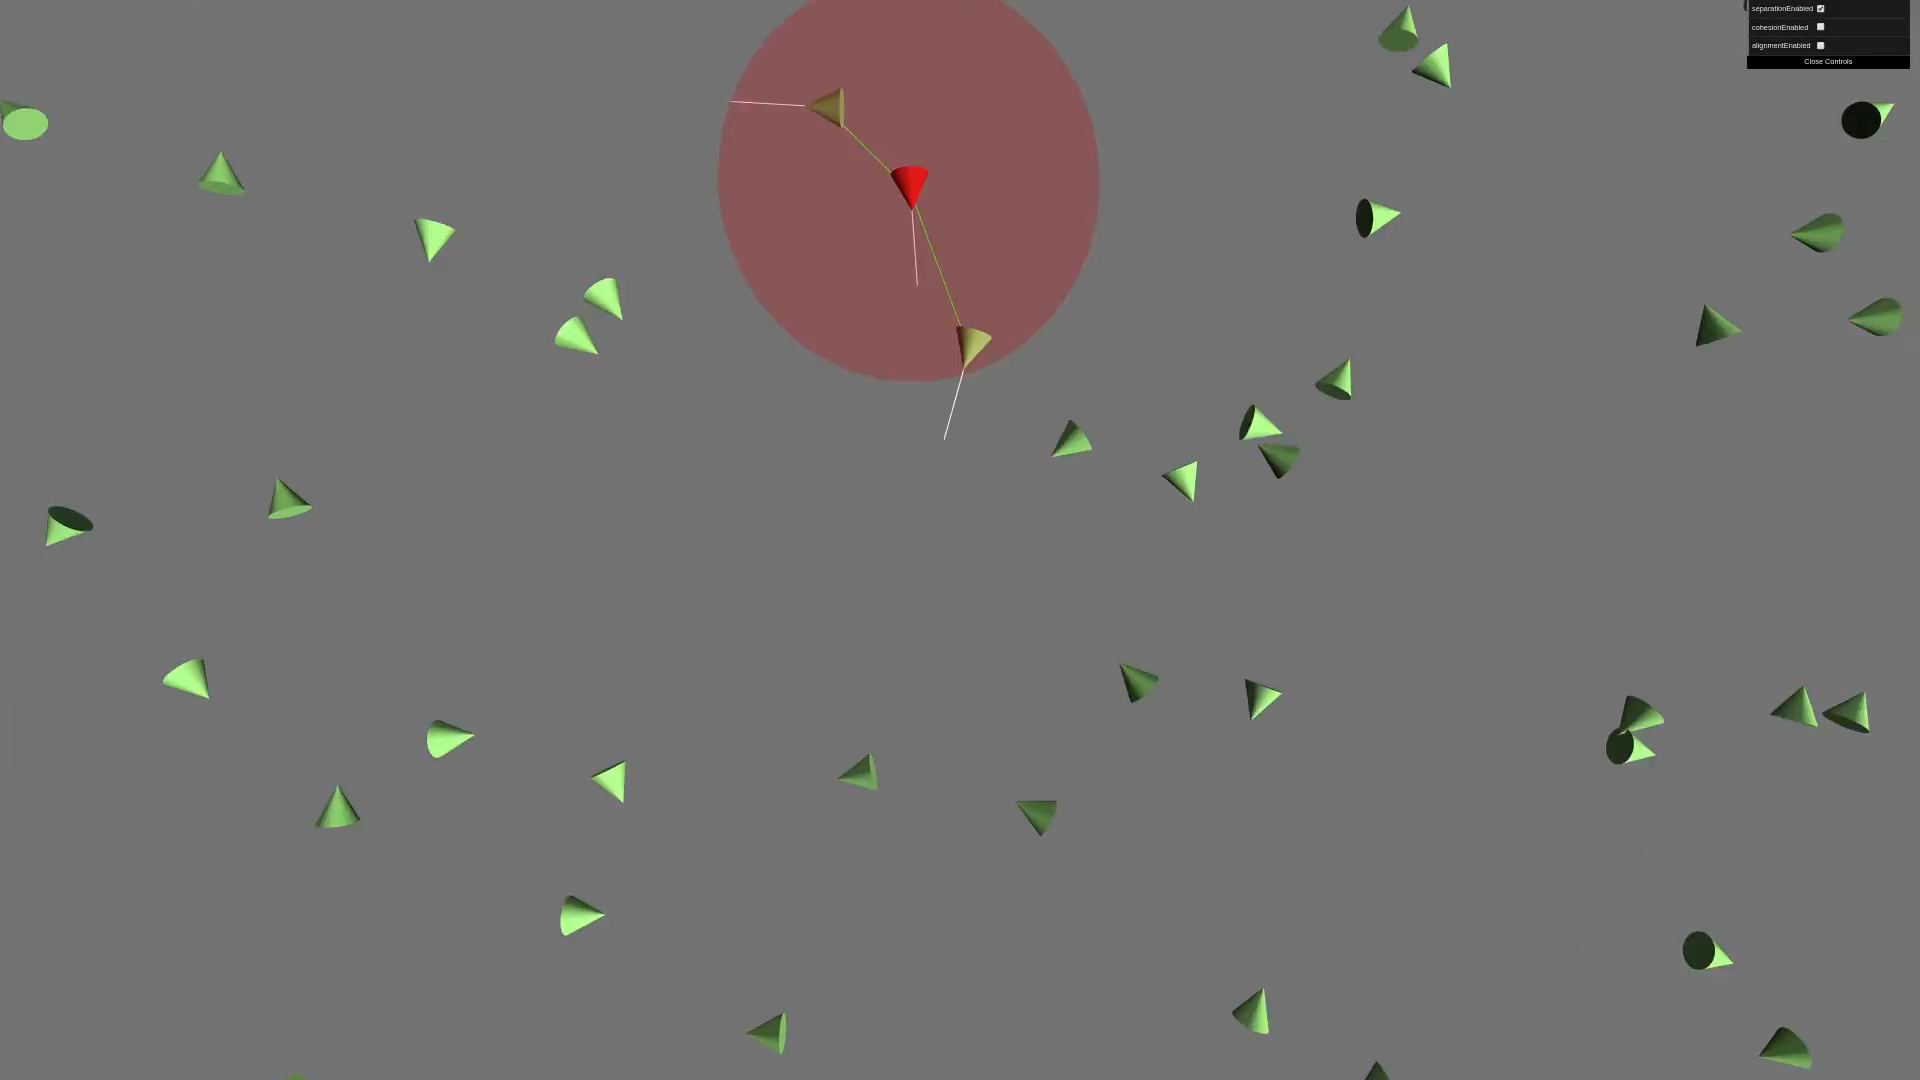 separationEnabled
cohesionEnabled
alignmentEnabled
Close Controls